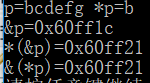 p=bcdefg *p=b
&p=0x60ff1c
*(&p)=0x60ff21
&(*p)=0x60ff21